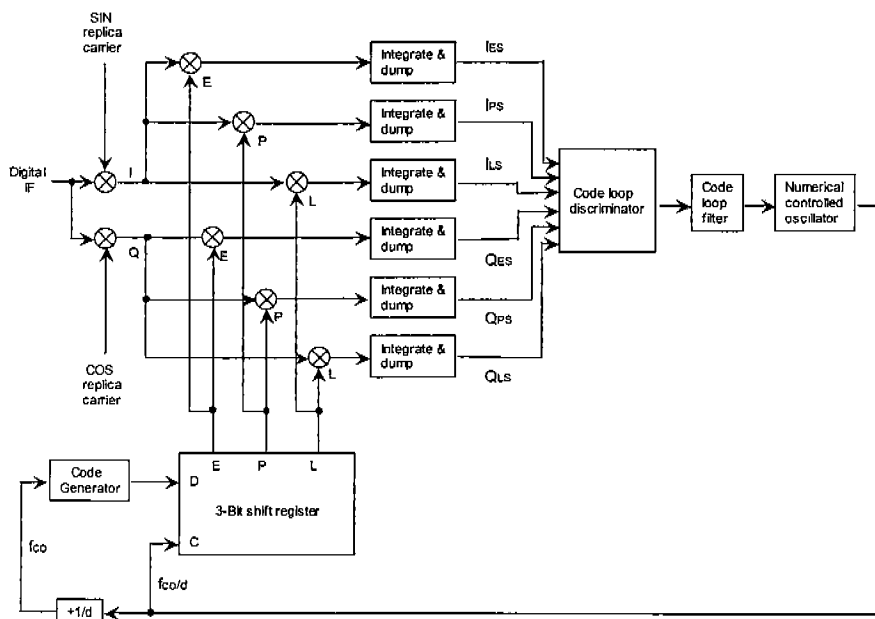 SIN
replica
carrier
Integrate &
dump
IES
E
Integrate &
dump
IPS
P
Digital
IF
I
Integrate &
dump
ILS
L
Code loop
discriminator
Code
loop
filter
Numerical
controlled
oscillator
Q
E
Integrate &
dump
QES
P
Integrate &
dump
QPS
COS
replica
carrier
L
Integrate &
dump
QLS
E P L
Code
Generator
D
3-Bit shift register
C
fco
fco/d
+1/d